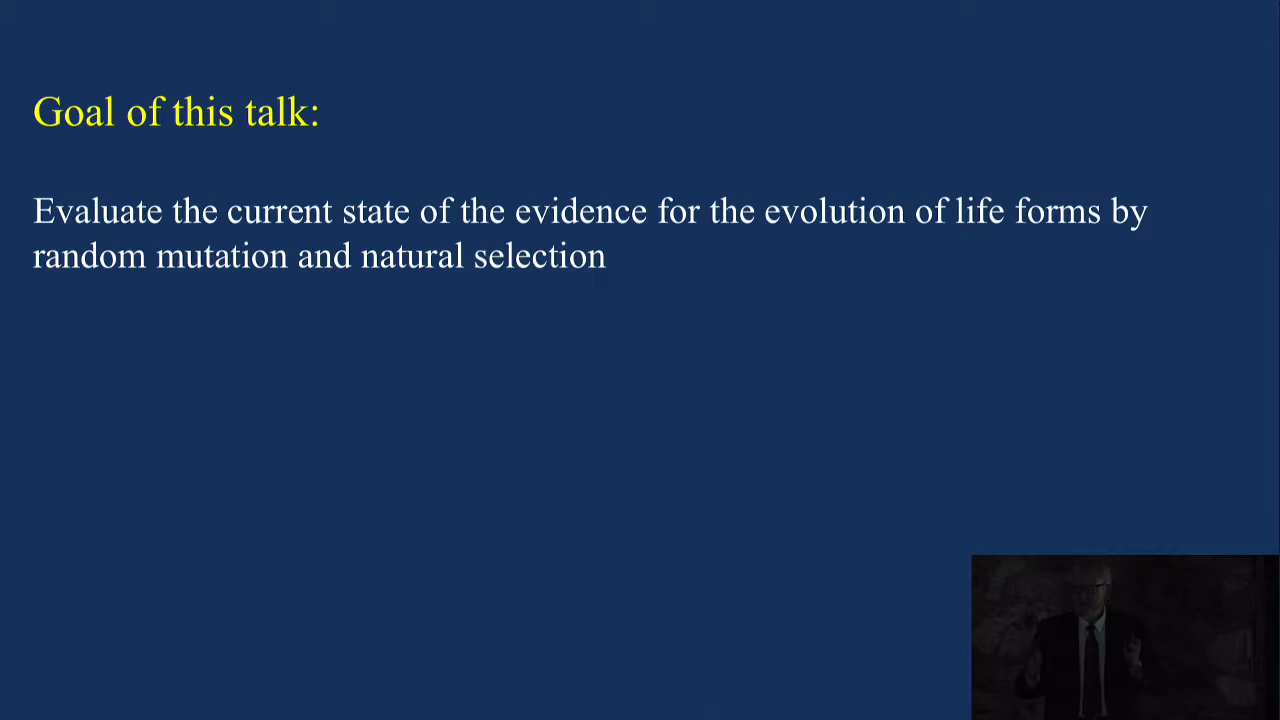 Goal of this talk:
Evaluate the current state of the evidence for the evolution of life forms by
random mutation and natural selection